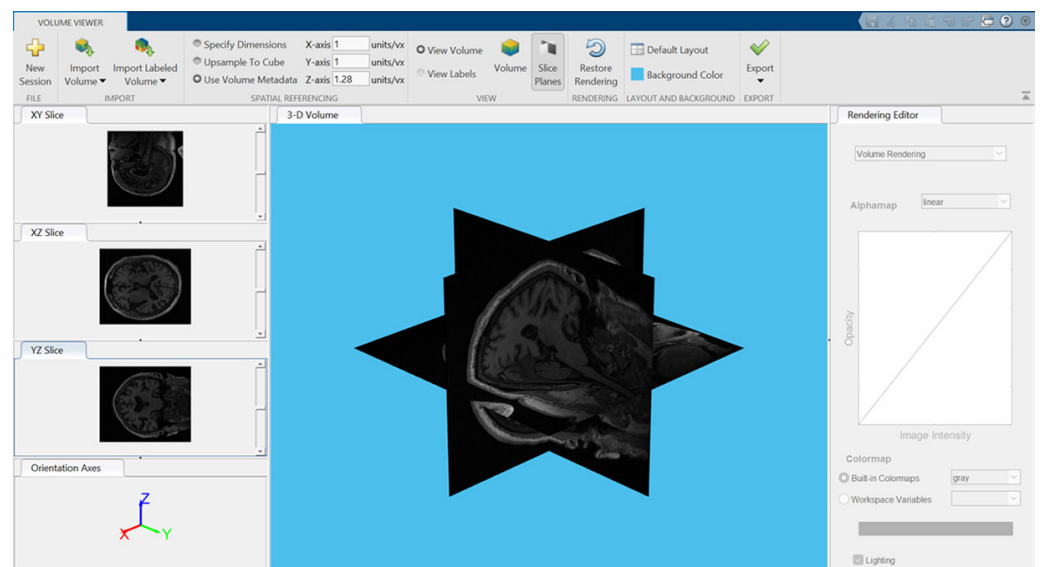 VOLUME VIEWER
New Session
Import Volume
Import Labeled Volume
Specify Dimensions
Upsample To Cube
Use Volume Metadata
X-axis 1 units/vx
Y-axis 1 units/vx
Z-axis 1.28 units/vx
View Volume
View Labels
Volume
Slice Planes
Restore Rendering
Default Layout
Background Color
Export
FILE
IMPORT
SPATIAL REFERENCING
VIEW
RENDERING
LAYOUT AND BACKGROUND
EXPORT
XY Slice
XZ Slice
YZ Slice
Orientation Axes
Z
X
Y
3-D Volume
Rendering Editor
Volume Rendering
Alphamap
linear
Opacity
Image Intensity
Colormap
Built-in Colormaps
gray
Workspace Variables
Lighting